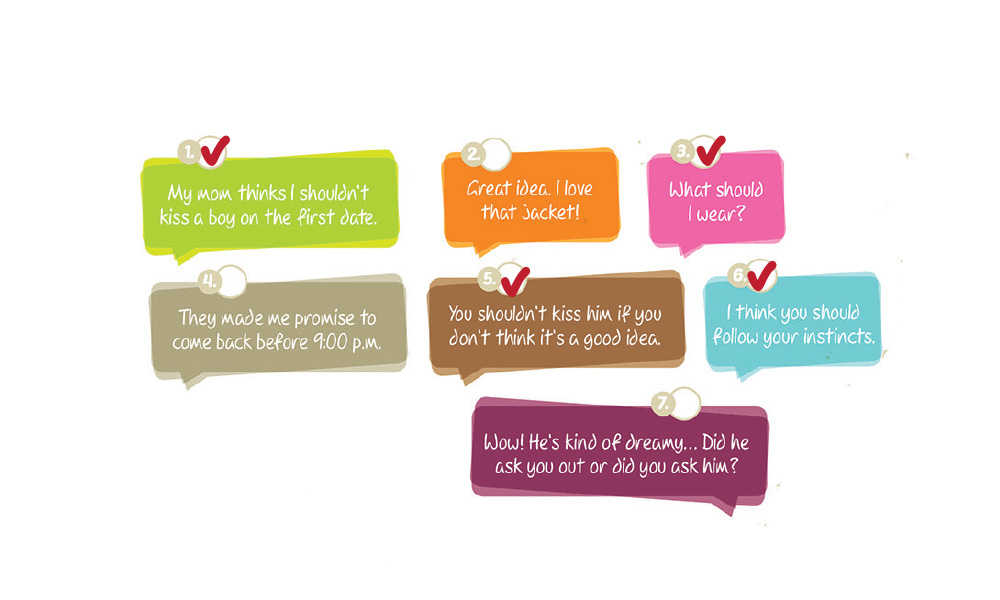 1.
My mom thinks I shouldn't
kiss a boy on the first date.
2.
Great idea. I love
that jacket!
3.
What should
I wear?
4.
They made me promise to
come back before 9:00 p.m.
5.
You shouldn't kiss him if you
don't think it's a good idea.
6.
I think you should
follow your instincts.
7.
Wow! He's kind of dreamy... Did he
ask you out or did you ask him?